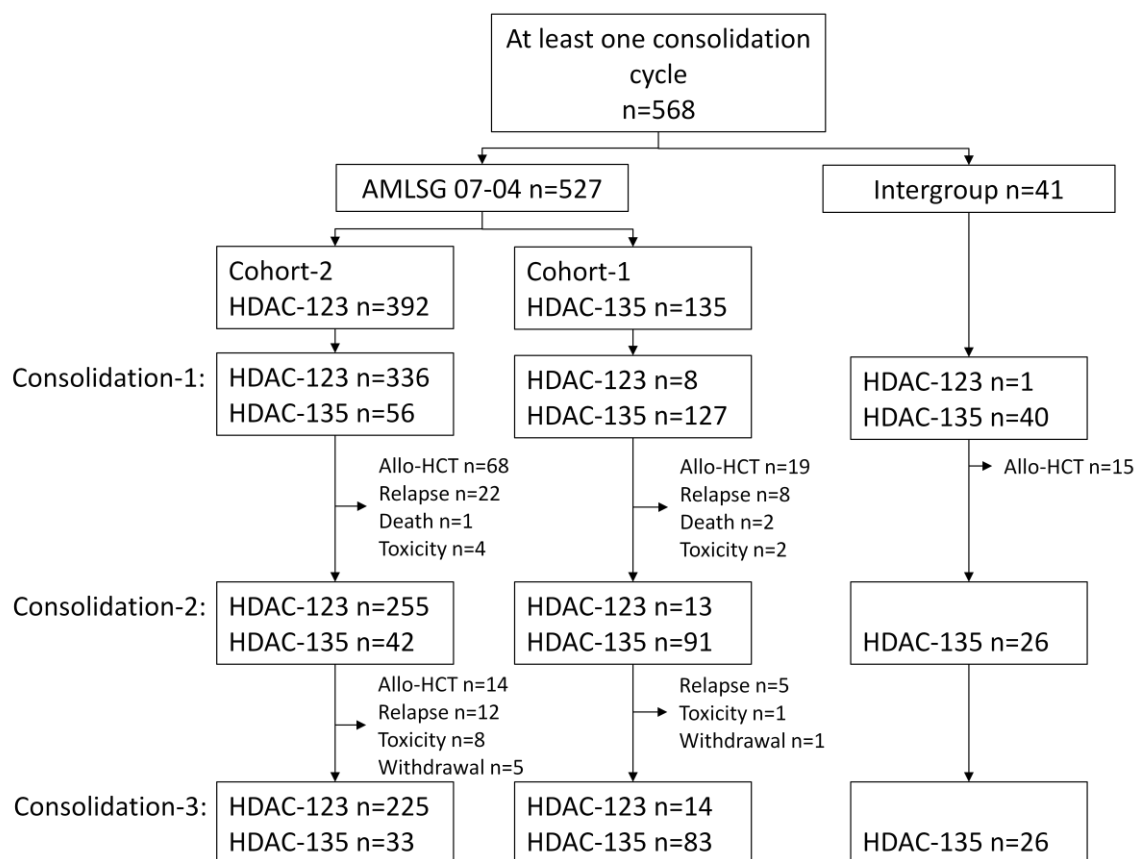 At least one consolidation
cycle
n=568
AMLSG 07-04 n=527
Intergroup n=41
Cohort-2
HDAC-123 n=392
Cohort-1
HDAC-135 n=135
Consolidation-1:
HDAC-123 n=336
HDAC-135 n=56
HDAC-123 n=8
HDAC-135 n=127
HDAC-123 n=1
HDAC-135 n=40
Allo-HCT n=68
Relapse n=22
Death n=1
Toxicity n=4
Allo-HCT n=19
Relapse n=8
Death n=2
Toxicity n=2
Allo-HCT n=15
Consolidation-2:
HDAC-123 n=255
HDAC-135 n=42
HDAC-123 n=13
HDAC-135 n=91
HDAC-135 n=26
Allo-HCT n=14
Relapse n=12
Toxicity n=8
Withdrawal n=5
Relapse n=5
Toxicity n=1
Withdrawal n=1
Consolidation-3:
HDAC-123 n=225
HDAC-135 n=33
HDAC-123 n=14
HDAC-135 n=83
HDAC-135 n=26